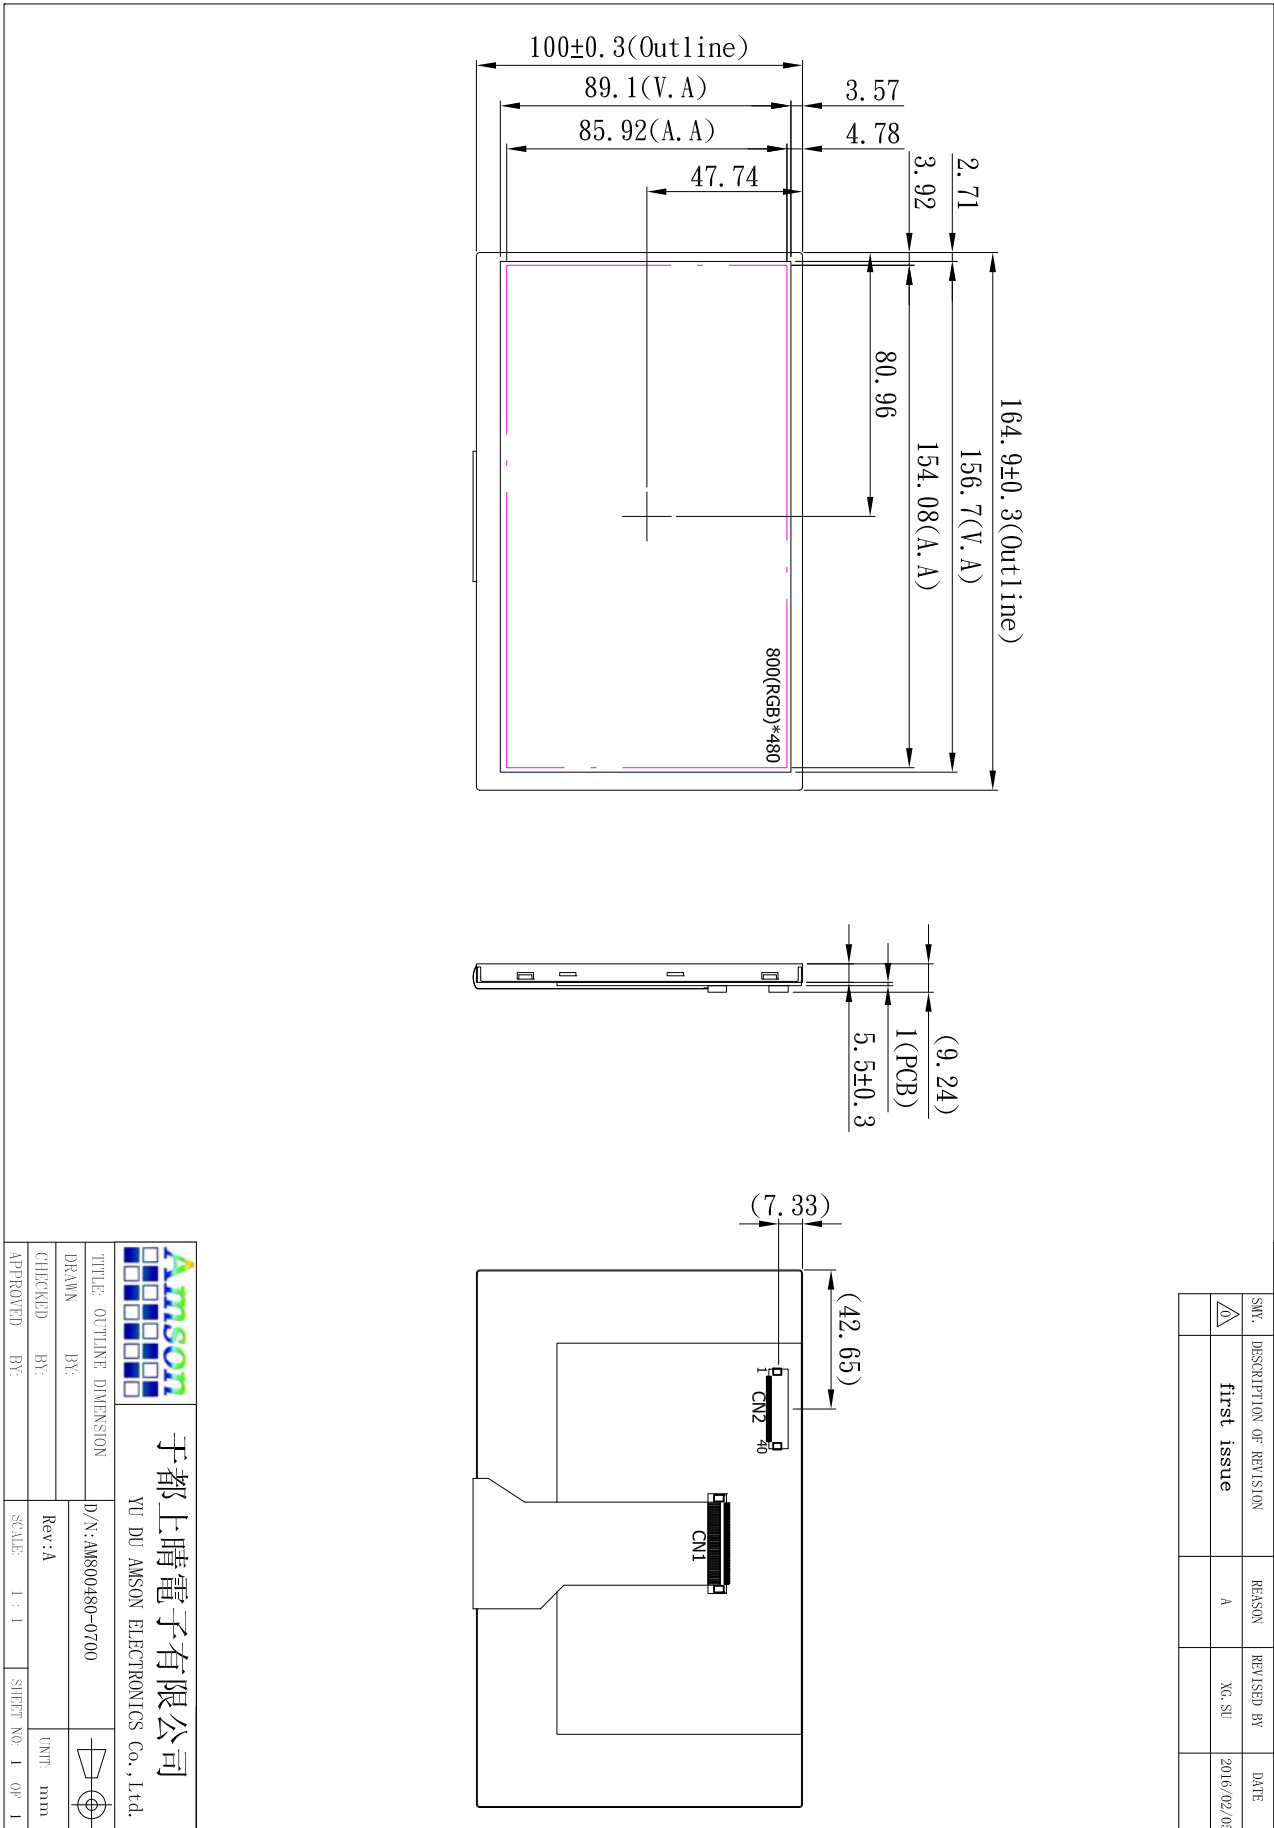 100±0.3(Outline)
89.1(V.A)
3.57
85.92(A.A)
4.78
47.74
2.71
3.92
80.96
164.9±0.3(Outline)
156.7(V.A)
154.08(A.A)
800(RGB)*480
(9.24)
1(PCB)
5.5±0.3
(7.33)
(42.65)
1
CN2
40
CN1
SMY. DESCRIPTION OF REVISION REASON REVISED BY DATE
0 first issue A XG.SU 2016/02/05
Amson
于都上晴電子有限公司
YU DU AMSON ELECTRONICS Co.,Ltd.
TITLE: OUTLINE DIMENSION
D/N:AM800480-0700
DRAWN BY:
CHECKED BY:
Rev:A
UNIT: mm
APPROVED BY:
SCALE: 1 : 1
SHEET NO: 1 OF 1